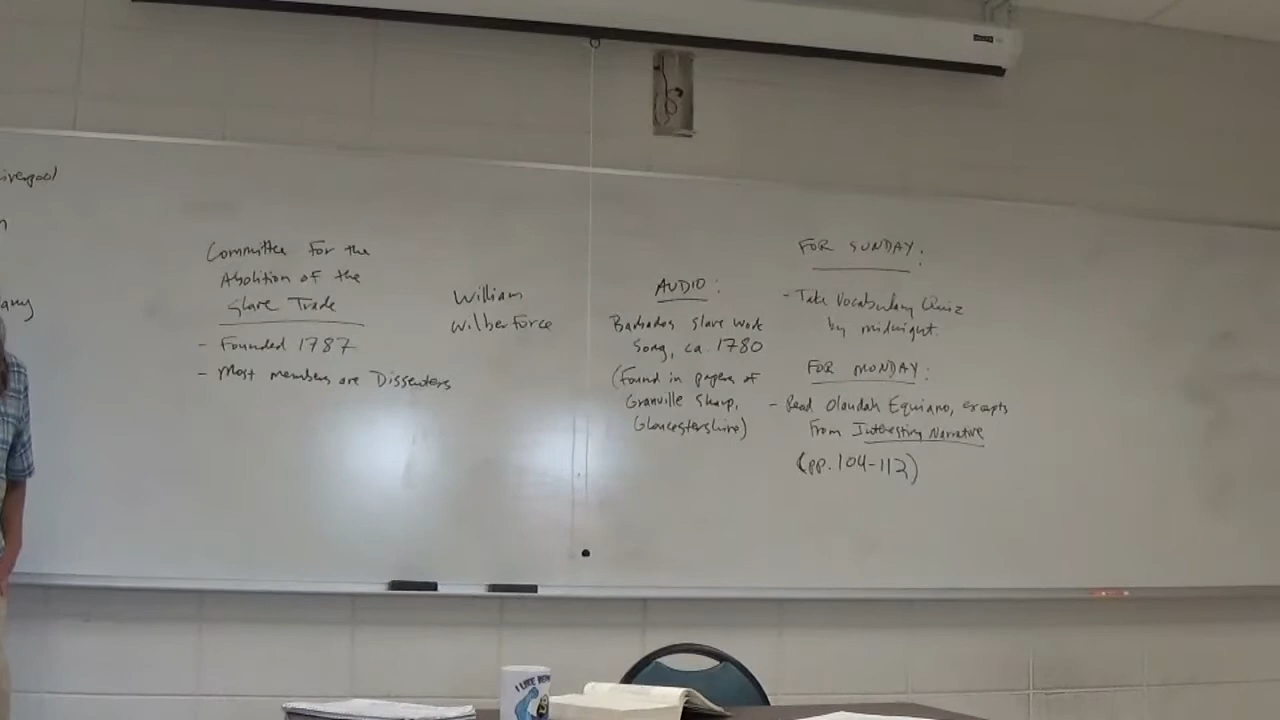 iverpool
n
any
Committee for the
Abolition of the
Slave Trade
- Founded 1787
- Most members are Dissenters
William
Wilberforce
AUDIO:
Barbados slave work
song, ca. 1780
(Found in papers of
Granville Sharp,
Gloucestershire)
FOR SUNDAY:
- Take Vocabulary Quiz
by midnight.
FOR MONDAY:
- Read Olaudah Equiano, excerpts
from Interesting Narrative
(pp. 104-112)
I LIKE